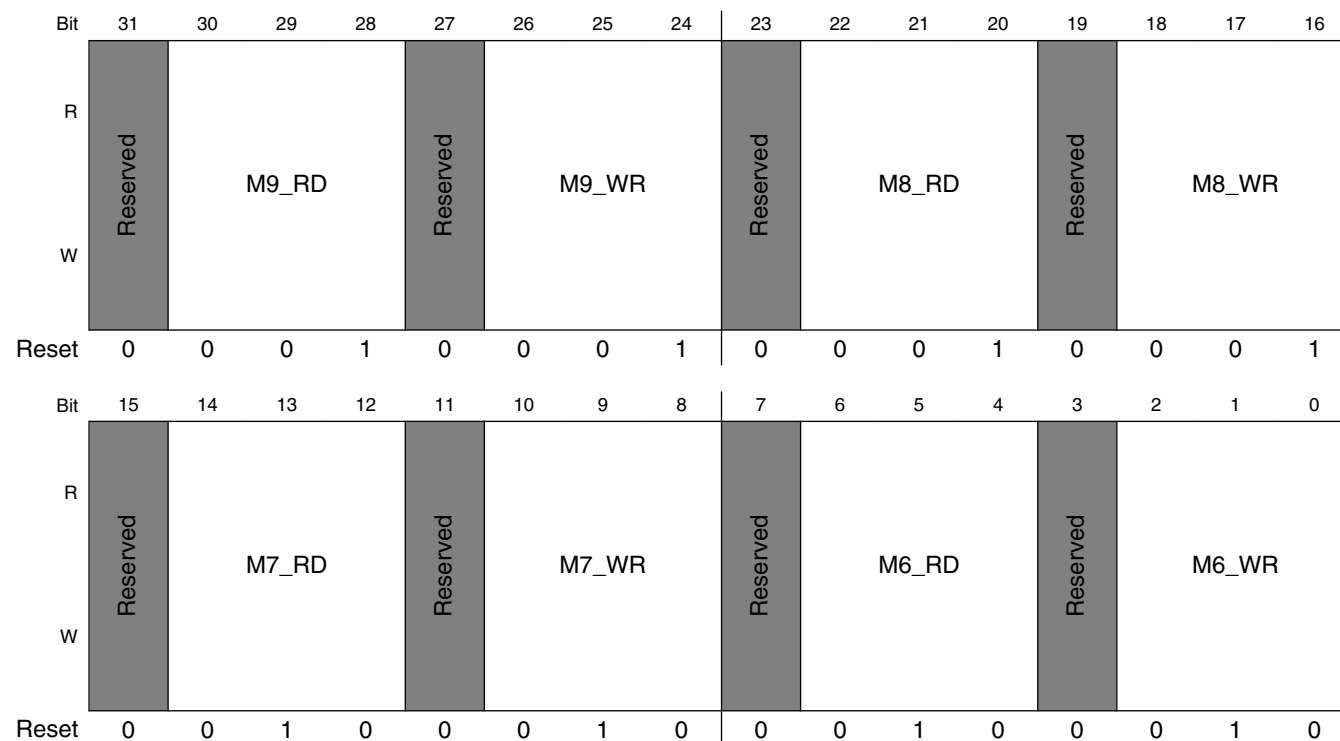 Bit 31 30 29 28 27 26 25 24 23 22 21 20 19 18 17 16
R
Reserved M9_RD Reserved M9_WR Reserved M8_RD Reserved M8_WR
W
Reset 0 0 0 1 0 0 0 1 0 0 0 1 0 0 0 1
Bit 15 14 13 12 11 10 9 8 7 6 5 4 3 2 1 0
R
Reserved M7_RD Reserved M7_WR Reserved M6_RD Reserved M6_WR
W
Reset 0 0 1 0 0 0 1 0 0 0 1 0 0 0 1 0